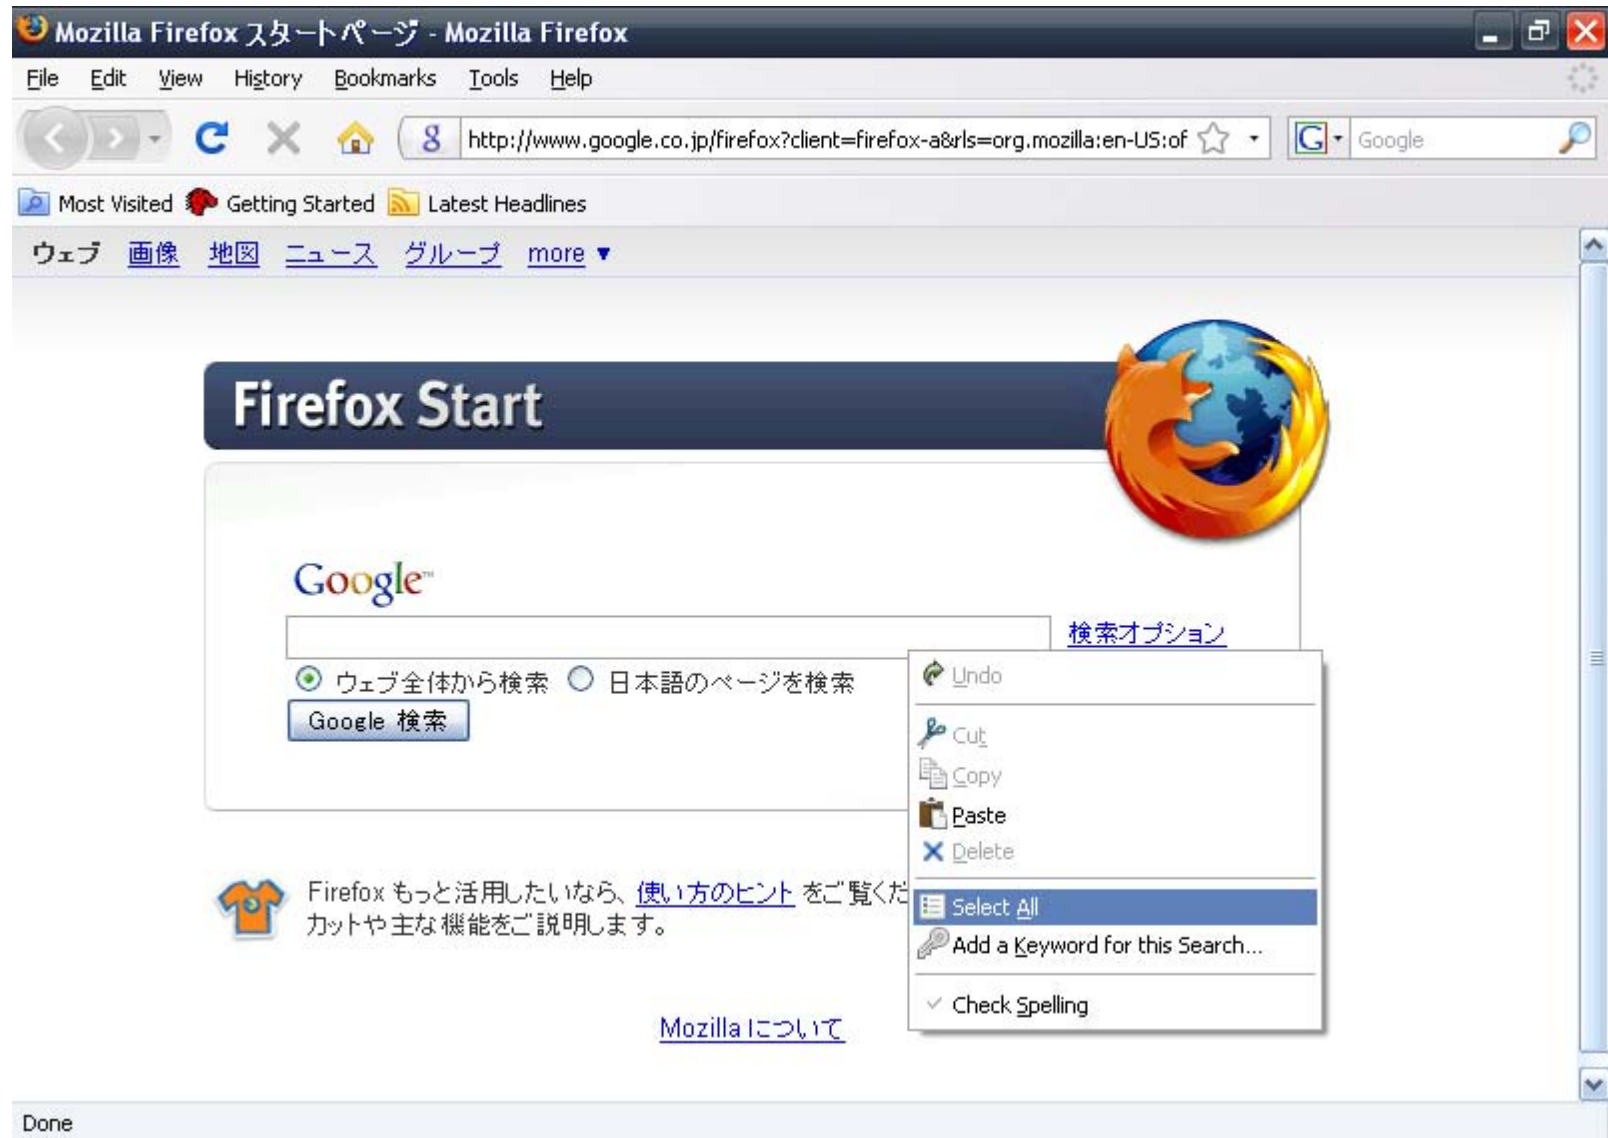 Mozilla Firefox スタートページ - Mozilla Firefox
File Edit View History Bookmarks Tools Help
http://www.google.co.jp/firefox?client=firefox-a&rls=org.mozilla:en-US:of Google
Most Visited Getting Started Latest Headlines
ウェブ 画像 地図 ニュース グループ more ▼
Firefox Start
Google™
検索オプション
ウェブ全体から検索 日本語のページを検索
Google 検索
Undo
Cut
Copy
Paste
Delete
Select All
Add a Keyword for this Search...
Check Spelling
Firefox もっと活用したいなら、使い方のヒント をご覧くだ
カットや主な機能をご説明します。
Mozilla について
Done